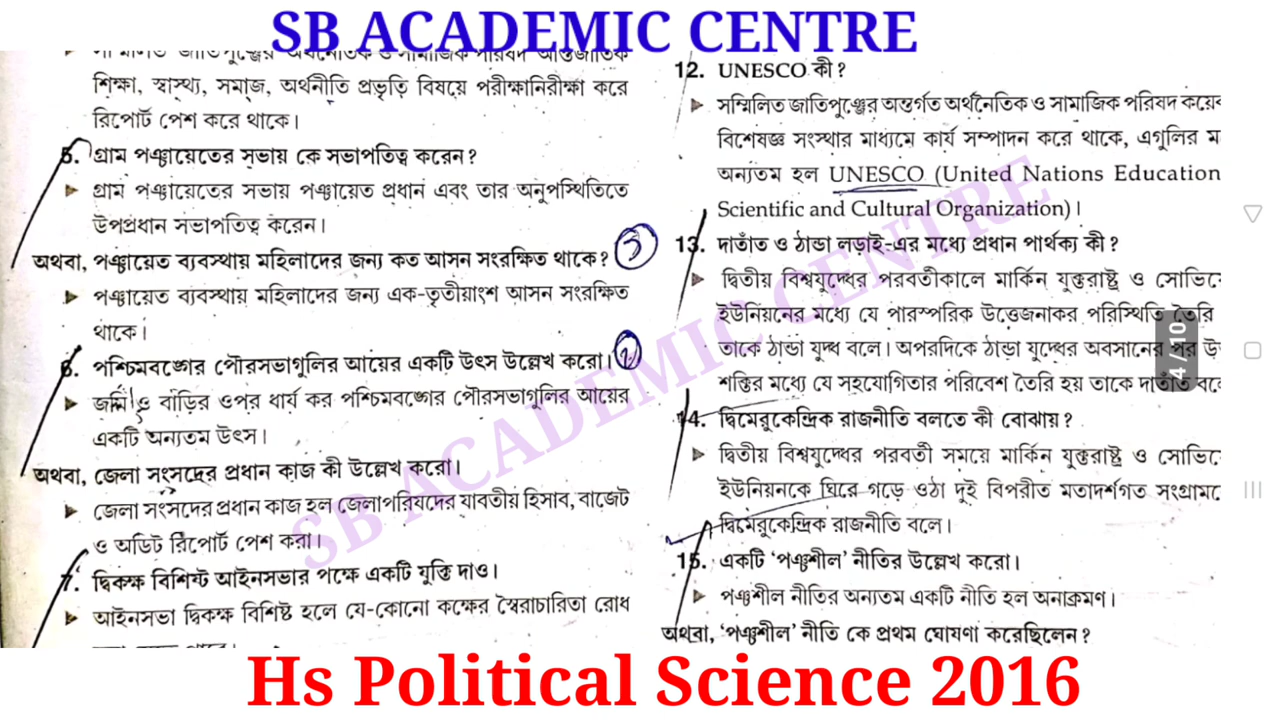 SB ACADEMIC CENTRE
শিক্ষা, স্বাস্থ্য, সমাজ, অর্থনীতি প্রভৃতি বিষয়ে পরীক্ষানিরীক্ষা করে
রিপোর্ট পেশ করে থাকে।
5. গ্রাম পঞ্চায়েতের সভায় কে সভাপতিত্ব করেন?
গ্রাম পঞ্চায়েতের সভায় পঞ্চায়েত প্রধান এবং তার অনুপস্থিতিতে
উপপ্রধান সভাপতিত্ব করেন।
অথবা, পঞ্চায়েত ব্যবস্থায় মহিলাদের জন্য কত আসন সংরক্ষিত থাকে?
পঞ্চায়েত ব্যবস্থায় মহিলাদের জন্য এক-তৃতীয়াংশ আসন সংরক্ষিত
থাকে।
6. পশ্চিমবঙ্গের পৌরসভাগুলির আয়ের একটি উৎস উল্লেখ করো।
জমি ও বাড়ির ওপর ধার্য কর পশ্চিমবঙ্গের পৌরসভাগুলির আয়ের
একটি অন্যতম উৎস।
অথবা, জেলা সংসদের প্রধান কাজ কী উল্লেখ করো।
জেলা সংসদের প্রধান কাজ হল জেলাপরিষদের যাবতীয় হিসাব, বাজেট
ও অডিট রিপোর্ট পেশ করা।
7. দ্বিকক্ষ বিশিষ্ট আইনসভার পক্ষে একটি যুক্তি দাও।
আইনসভা দ্বিকক্ষ বিশিষ্ট হলে যে-কোনো কক্ষের স্বৈরাচারিতা রোধ
12. UNESCO কী?
সম্মিলিত জাতিপুঞ্জের অন্তর্গত অর্থনৈতিক ও সামাজিক পরিষদ
বিশেষজ্ঞ সংস্থার মাধ্যমে কার্য সম্পাদন করে থাকে, এগুলির
অন্যতম হল UNESCO (United Nations Education
Scientific and Cultural Organization)।
13. দাতাঁত ও ঠান্ডা লড়াই-এর মধ্যে প্রধান পার্থক্য কী?
দ্বিতীয় বিশ্বযুদ্ধের পরবর্তীকালে মার্কিন যুক্তরাষ্ট্র ও
ইউনিয়নের মধ্যে যে পারস্পরিক উত্তেজনাকর পরিস্থিতি তৈরি
তাকে ঠান্ডা যুদ্ধ বলে। অপরদিকে ঠান্ডা যুদ্ধের অবসানের পর
শক্তির মধ্যে যে সহযোগিতার পরিবেশ তৈরি হয় তাকে দাতাঁত
14. দ্বিমেরুকেন্দ্রিক রাজনীতি বলতে কী বোঝায়?
দ্বিতীয় বিশ্বযুদ্ধের পরবর্তী সময়ে মার্কিন যুক্তরাষ্ট্র ও
ইউনিয়নকে ঘিরে গড়ে ওঠা দুই বিপরীত মতাদর্শগত
দ্বিমেরুকেন্দ্রিক রাজনীতি বলে।
15. একটি ‘পঞ্চশীল’ নীতির উল্লেখ করো।
পঞ্চশীল নীতির অন্যতম একটি নীতি হল অনাক্রমণ।
অথবা, ‘পঞ্চশীল’ নীতি কে প্রথম ঘোষণা করেছিলেন?
4 / 10
SB ACADEMIC CENTRE
Hs Political Science 2016